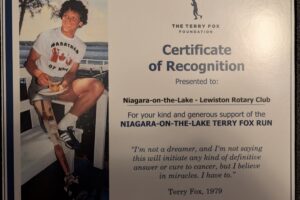 THE TERRY FOX
FOUNDATION
Certificate
of Recognition
Presented to:
Niagara-on-the-Lake - Lewiston Rotary Club
For your kind and generous support of the
NIAGARA-ON-THE-LAKE TERRY FOX RUN
"I'm not a dreamer, and I'm not saying
this will initiate any kind of definitive
answer or cure to cancer, but I believe
in miracles. I have to."
Terry Fox, 1979
MARATHON
OF